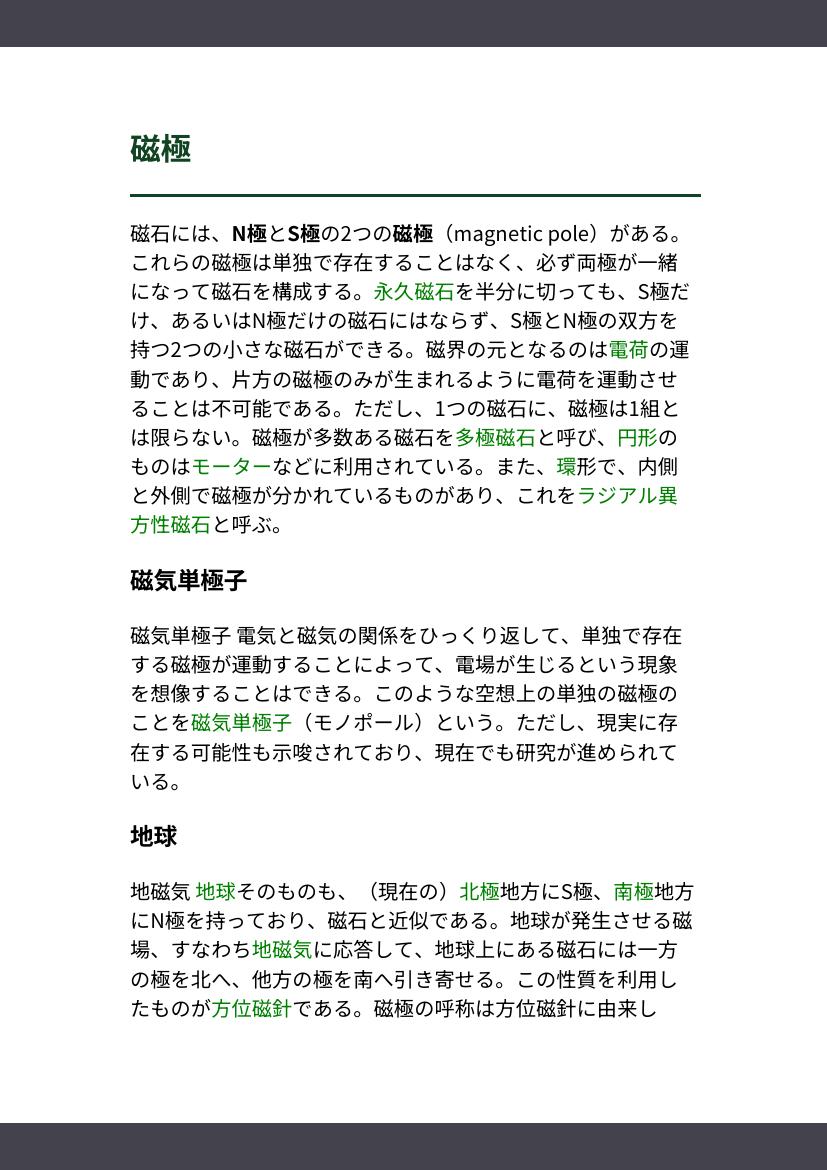 磁極
磁石には、N極とS極の2つの磁極（magnetic pole）がある。
これらの磁極は単独で存在することはなく、必ず両極が一緒
になって磁石を構成する。永久磁石を半分に切っても、S極だ
け、あるいはN極だけの磁石にはならず、S極とN極の双方を
持つ2つの小さな磁石ができる。磁界の元となるのは電荷の運
動であり、片方の磁極のみが生まれるように電荷を運動させ
ることは不可能である。ただし、1つの磁石に、磁極は1組と
は限らない。磁極が多数ある磁石を多極磁石と呼び、円形の
ものはモーターなどに利用されている。また、環形で、内側
と外側で磁極が分かれているものがあり、これをラジアル異
方性磁石と呼ぶ。
磁気単極子
磁気単極子 電気と磁気の関係をひっくり返して、単独で存在
する磁極が運動することによって、電場が生じるという現象
を想像することはできる。このような空想上の単独の磁極の
ことを磁気単極子（モノポール）という。ただし、現実に存
在する可能性も示唆されており、現在でも研究が進められて
いる。
地球
地磁気 地球そのものも、（現在の）北極地方にS極、南極地方
にN極を持っており、磁石と近似である。地球が発生させる磁
場、すなわち地磁気に応答して、地球上にある磁石には一方
の極を北へ、他方の極を南へ引き寄せる。この性質を利用し
たものが方位磁針である。磁極の呼称は方位磁針に由来し